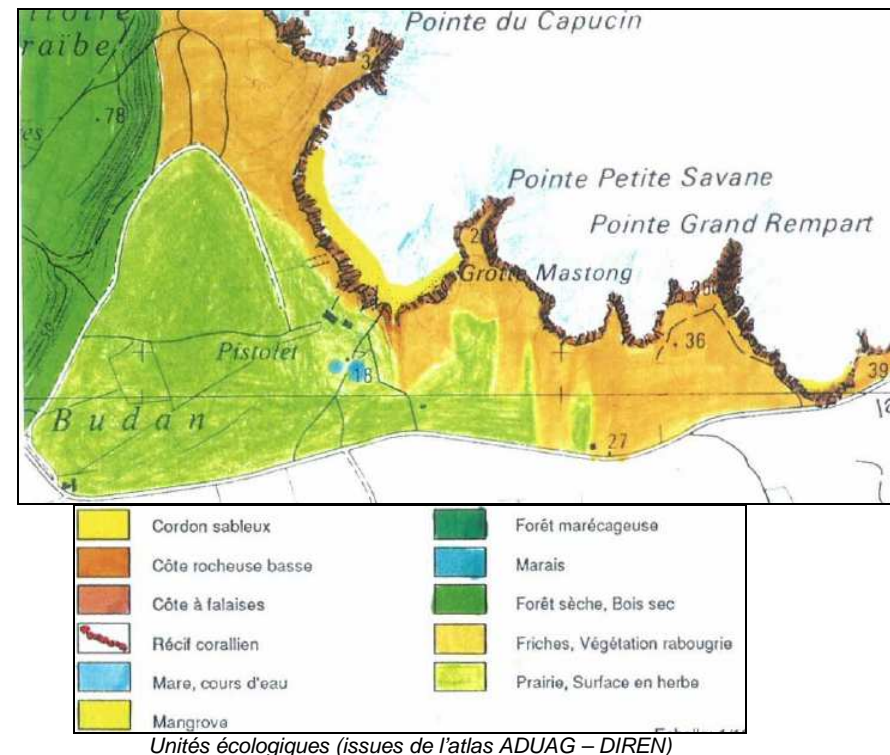 Pointe du Capucin
raïbe
78
Pointe Petite Savane
Pointe Grand Rempart
Grotte Mastong
36
Pistolet
18
39
Budan
27
Cordon sableux
Côte rocheuse basse
Côte à falaises
Récif corallien
Mare, cours d'eau
Mangrove
Forêt marécageuse
Marais
Forêt sèche, Bois sec
Friches, Végétation rabougrie
Prairie, Surface en herbe
Unités écologiques (issues de l'atlas ADUAG – DIREN)